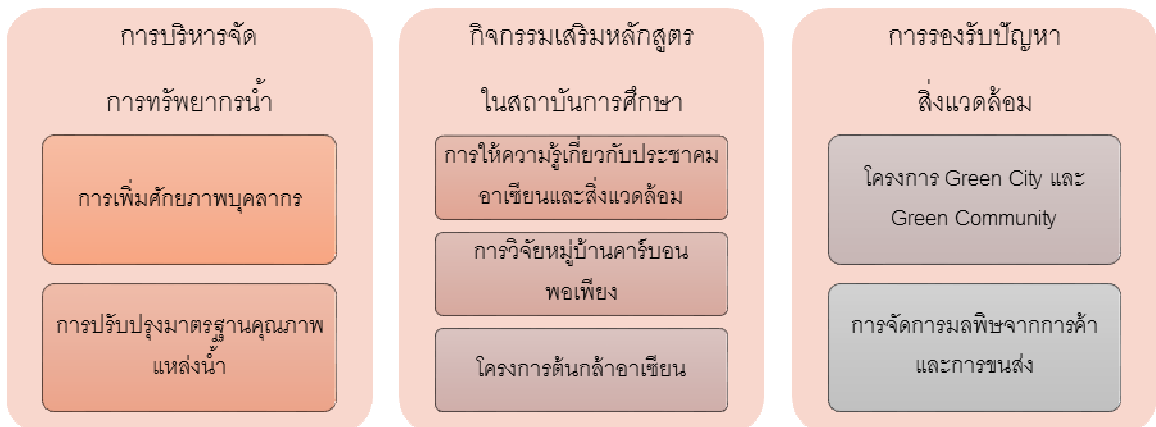 การบริหารจัด
การทรัพยากรน้ำ
การเพิ่มศักยภาพบุคลากร
การปรับปรุงมาตรฐานคุณภาพ
แหล่งน้ำ
กิจกรรมเสริมหลักสูตร
ในสถาบันการศึกษา
การให้ความรู้เกี่ยวกับประชาคม
อาเซียนและสิ่งแวดล้อม
การวิจัยหมู่บ้านคาร์บอน
พอเพียง
โครงการต้นกล้าอาเซียน
การรองรับปัญหา
สิ่งแวดล้อม
โครงการ Green City และ
Green Community
การจัดการมลพิษจากการค้า
และการขนส่ง